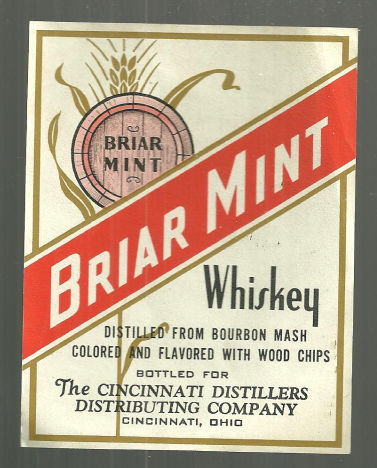 BRIAR
MINT
BRIAR MINT
Whiskey
DISTILLED FROM BOURBON MASH
COLORED AND FLAVORED WITH WOOD CHIPS
BOTTLED FOR
The CINCINNATI DISTILLERS
DISTRIBUTING COMPANY
CINCINNATI, OHIO